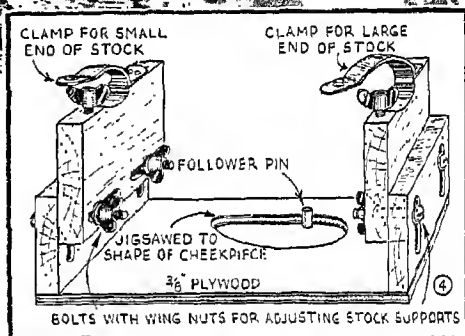 CLAMP FOR SMALL
END OF STOCK
CLAMP FOR LARGE
END OF STOCK
FOLLOWER PIN
JIGSAWED TO
SHAPE OF CHEEKPIECE
3/8" PLYWOOD
4
BOLTS WITH WING NUTS FOR ADJUSTING STOCK SUPPORTS